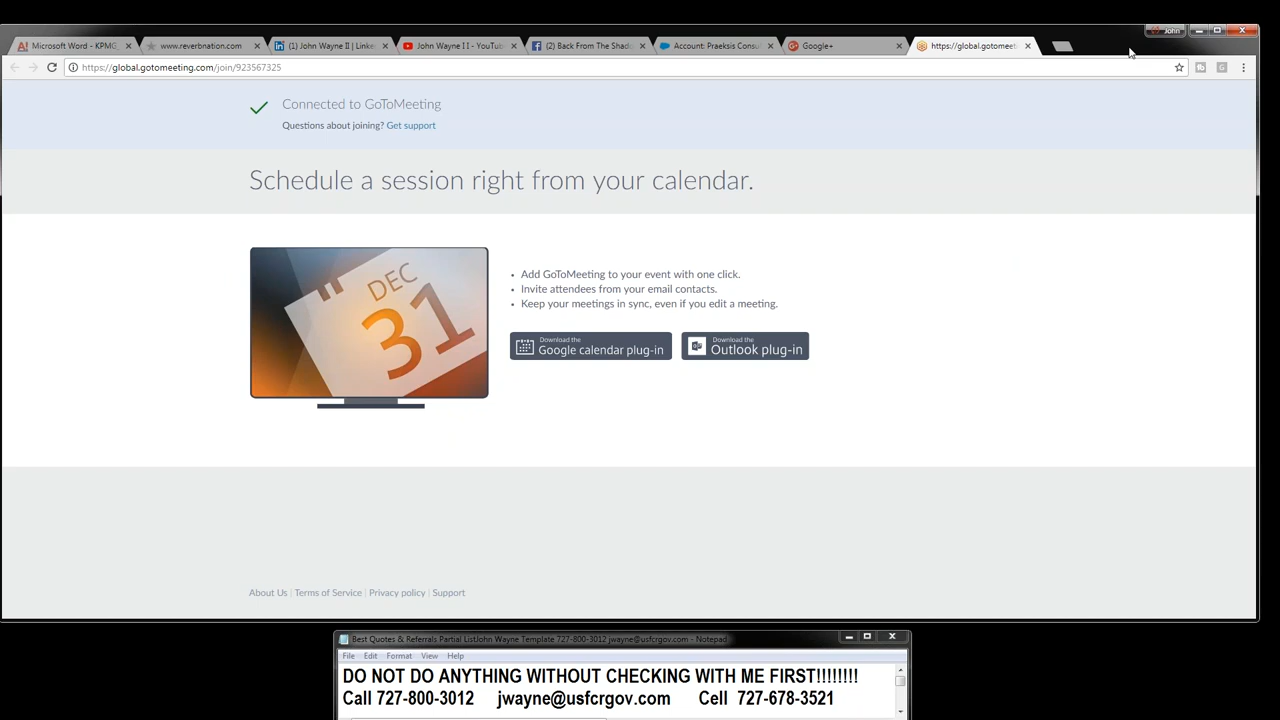 John
Microsoft Word - KPMG_
www.reverbnation.com
(1) John Wayne II | Linke
John Wayne I I - YouTub
(2) Back From The Shado
Account: Praeksis Consul
Google+
https://global.gotomeeti
https://global.gotomeeting.com/join/923567325
Connected to GoToMeeting
Questions about joining? Get support
Schedule a session right from your calendar.
DEC
31
• Add GoToMeeting to your event with one click.
• Invite attendees from your email contacts.
• Keep your meetings in sync, even if you edit a meeting.
Download the
Google calendar plug-in
Download the
Outlook plug-in
About Us | Terms of Service | Privacy policy | Support
Best Quotes & Referrals Partial ListJohn Wayne Template 727-800-3012 jwayne@usfcrgov.com - Notepad
File Edit Format View Help
DO NOT DO ANYTHING WITHOUT CHECKING WITH ME FIRST!!!!!!!!
Call 727-800-3012 jwayne@usfcrgov.com Cell 727-678-3521